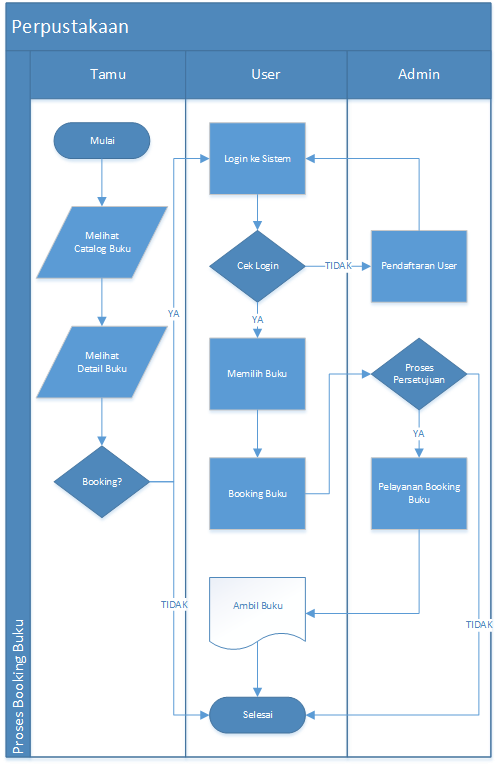 Perpustakaan
Tamu
User
Admin
Mulai
Login ke Sistem
Melihat
Catalog Buku
Cek Login
TIDAK
Pendaftaran User
YA
YA
Melihat
Detail Buku
Memilih Buku
Proses
Persetujuan
YA
Booking?
Booking Buku
Pelayanan Booking
Buku
TIDAK
Ambil Buku
TIDAK
Selesai
Proses Booking Buku